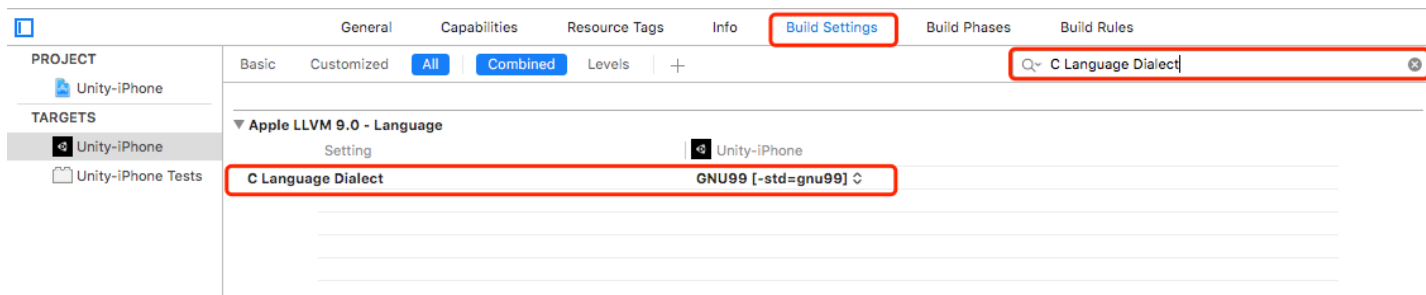 General Capabilities Resource Tags Info Build Settings Build Phases Build Rules
PROJECT
Unity-iPhone
TARGETS
Unity-iPhone
Unity-iPhone Tests
Basic Customized All Combined Levels +
C Language Dialect
Apple LLVM 9.0 - Language
Setting Unity-iPhone
C Language Dialect GNU99 [-std=gnu99]